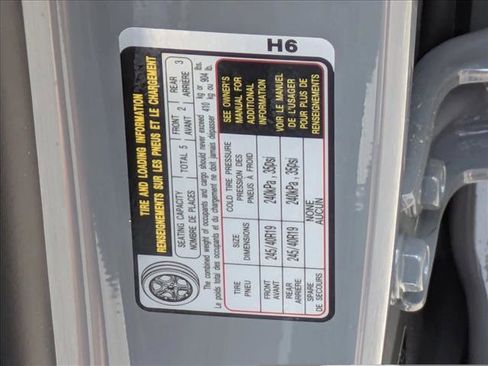 H6
TIRE AND LOADING INFORMATION
RENSEIGNEMENTS SUR LES PNEUS ET LE CHARGEMENT
SEATING CAPACITY TOTAL 5 FRONT 2 REAR 3
NOMBRE DE PLACES AVANT ARRIÈRE
The combined weight of occupants and cargo should never exceed 410 kg or 904 lbs.
Le poids total des occupants et du chargement ne doit jamais dépasser 410 kg ou 904 lb.
TIRE SIZE COLD TIRE PRESSURE
PNEU DIMENSIONS PRESSION DES PNEUS A FROID
FRONT 245/40R19 240kPa, 35psi
AVANT
REAR 245/40R19 240kPa, 35psi
ARRIÈRE
SPARE NONE
DE SECOURS AUCUN
SEE OWNER'S
MANUAL FOR
ADDITIONAL
INFORMATION
VOIR LE MANUEL
DE L'USAGER
POUR PLUS DE
RENSEIGNEMENTS